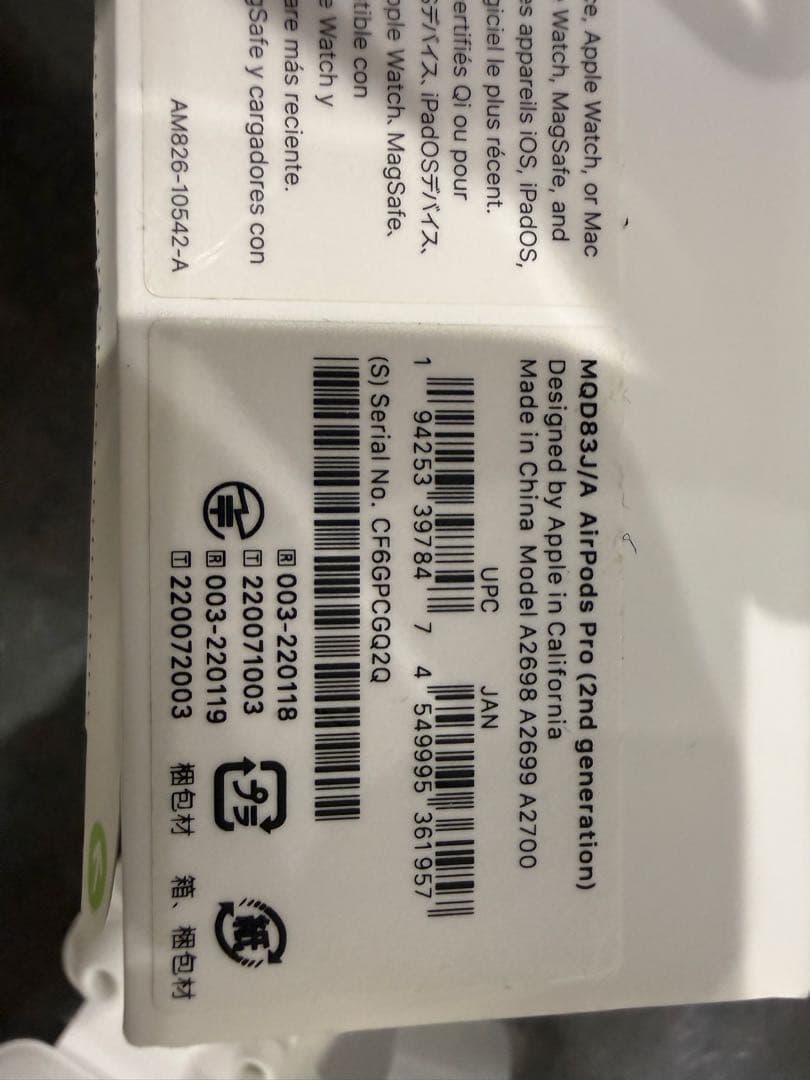 ce, Apple Watch, or Mac
Watch, MagSafe, and
es appareils iOS, iPadOS,
giciel le plus récent.
ertifiés Qi ou pour
Sデバイス、iPadOSデバイス、
pple Watch、MagSafe、
tible con
e Watch y
are más reciente.
gSafe y cargadores con
AM826-10542-A
MQD83J/A AirPods Pro (2nd generation)
Designed by Apple in California
Made in China Model A2698 A2699 A2700
UPC JAN
1 94253 39784 7 4 549995 361957
(S) Serial No. CF6GPCGQ2Q
R 003-220118
T 220071003
R 003-220119
T 220072003
プラ
紙
梱包材 箱、梱包材